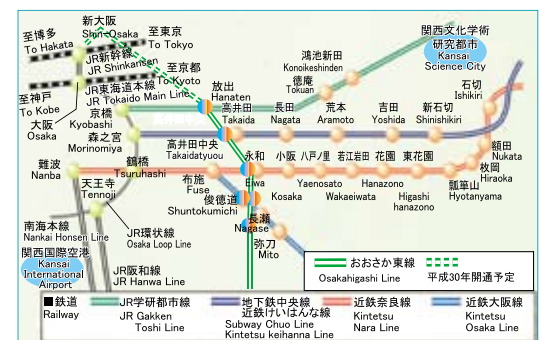 新大阪
Shin-Osaka
至東京
To Tokyo
至博多
To Hakata
JR新幹線
JR Shinkansen
至京都
To Kyoto
至神戸
To Kobe
JR東海道本線
JR Tokaido Main Line
大阪
Osaka
京橋
Kyobashi
森之宮
Morinomiya
放出
Hanaten
高井田
Takaida
長田
Nagata
荒本
Aramoto
吉田
Yoshida
新石切
Shinishikiri
徳庵
Tokuan
鴻池新田
Konoikeshinden
関西文化学術
研究都市
Kansai
Science City
石切
Ishikiri
高井田中央
Takaidatyuou
難波
Namba
鶴橋
Tsuruhashi
布施
Fuse
永和
Eiwa
小阪
Kosaka
八戸ノ里
Yaenosato
若江岩田
Wakaeiwata
花園
Hanazono
東花園
Higashi
hanazono
瓢箪山
Hyotanyama
枚岡
Hiraoka
額田
Nukata
天王寺
Tennoji
俊徳道
Shuntokumichi
長瀬
Nagase
弥刀
Mito
南海本線
Nankai Honsen Line
関西国際空港
Kansai
International
Airport
JR環状線
Osaka Loop Line
JR阪和線
JR Hanwa Line
おおさか東線
Osakahigashi Line
平成30年開通予定
■鉄道
Railway
JR学研都市線
JR Gakken
Toshi Line
地下鉄中央線
近鉄けいはんな線
Subway Chuo Line
Kintetsu keihanna Line
近鉄奈良線
Kintetsu
Nara Line
近鉄大阪線
Kintetsu
Osaka Line